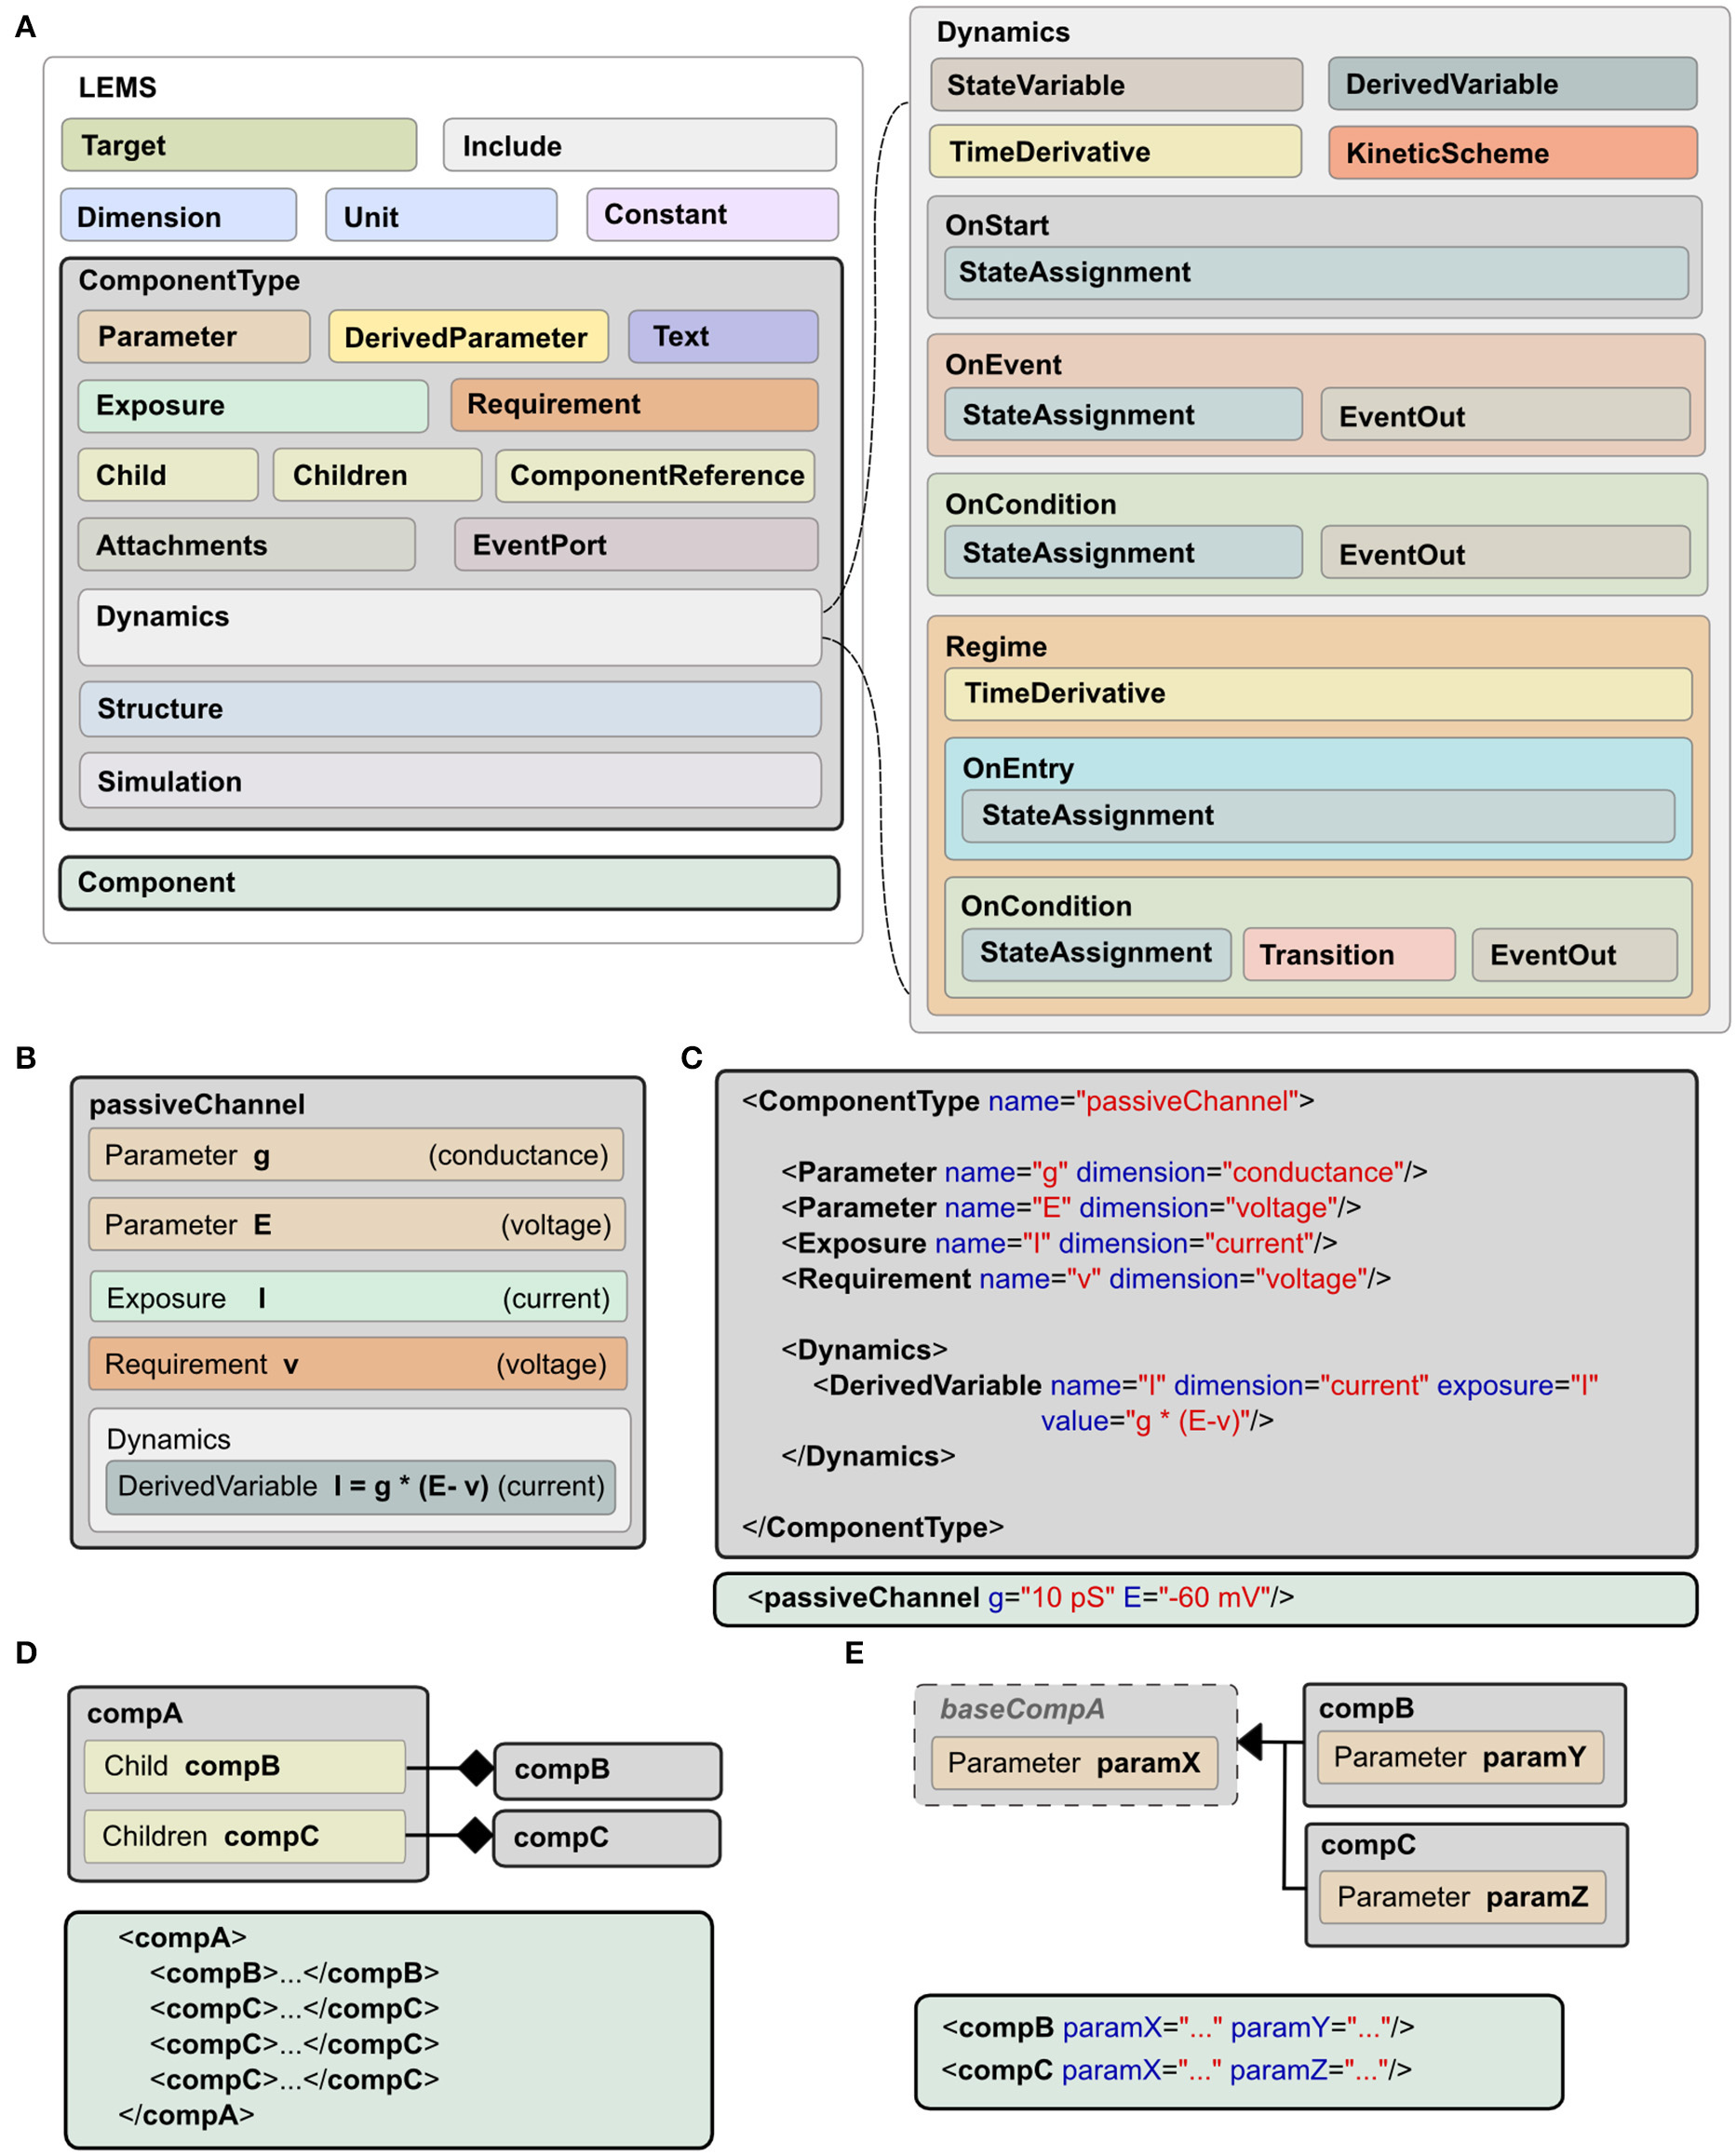 A
LEMS
Target
Include
Dimension
Unit
Constant
ComponentType
Parameter
DerivedParameter
Text
Exposure
Requirement
Child
Children
ComponentReference
Attachments
EventPort
Dynamics
Structure
Simulation
Component
Dynamics
StateVariable
DerivedVariable
TimeDerivative
KineticScheme
OnStart
StateAssignment
OnEvent
StateAssignment
EventOut
OnCondition
StateAssignment
EventOut
Regime
TimeDerivative
OnEntry
StateAssignment
OnCondition
StateAssignment
Transition
EventOut
B
passiveChannel
Parameter g (conductance)
Parameter E (voltage)
Exposure I (current)
Requirement v (voltage)
Dynamics
DerivedVariable I = g * (E- v) (current)
C
<ComponentType name="passiveChannel">
<Parameter name="g" dimension="conductance"/>
<Parameter name="E" dimension="voltage"/>
<Exposure name="I" dimension="current"/>
<Requirement name="v" dimension="voltage"/>
<Dynamics>
<DerivedVariable name="I" dimension="current" exposure="I"
value="g * (E-v)"/>
</Dynamics>
</ComponentType>
<passiveChannel g="10 pS" E="-60 mV"/>
D
compA
Child compB
compB
Children compC
compC
<compA>
<compB>...</compB>
<compC>...</compC>
<compC>...</compC>
<compC>...</compC>
</compA>
E
baseCompA
Parameter paramX
compB
Parameter paramY
compC
Parameter paramZ
<compB paramX="..." paramY="..."/>
<compC paramX="..." paramZ="..."/>